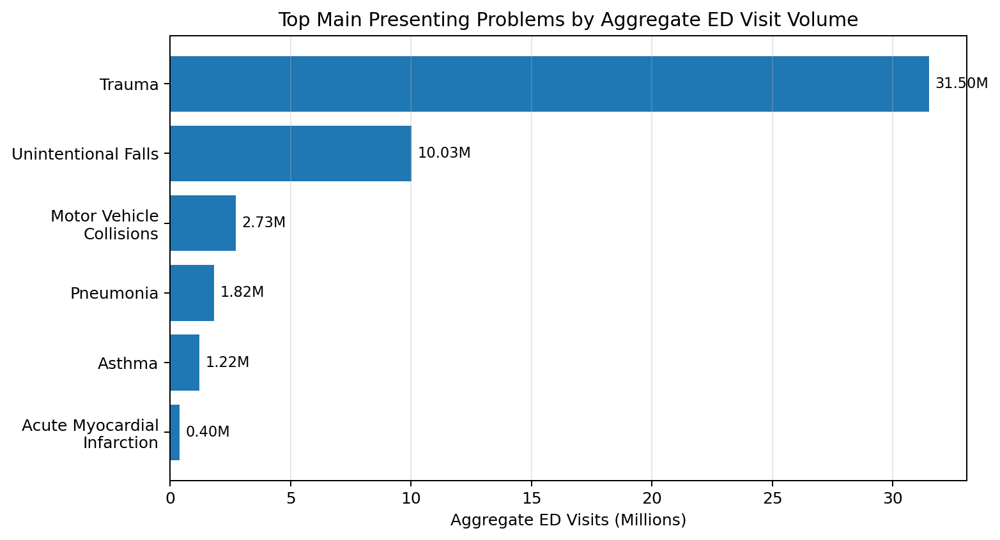 Top Main Presenting Problems by Aggregate ED Visit Volume
Trauma
31.50M
Unintentional Falls
10.03M
Motor Vehicle
Collisions
2.73M
Pneumonia
1.82M
Asthma
1.22M
Acute Myocardial
Infarction
0.40M
0 5 10 15 20 25 30
Aggregate ED Visits (Millions)